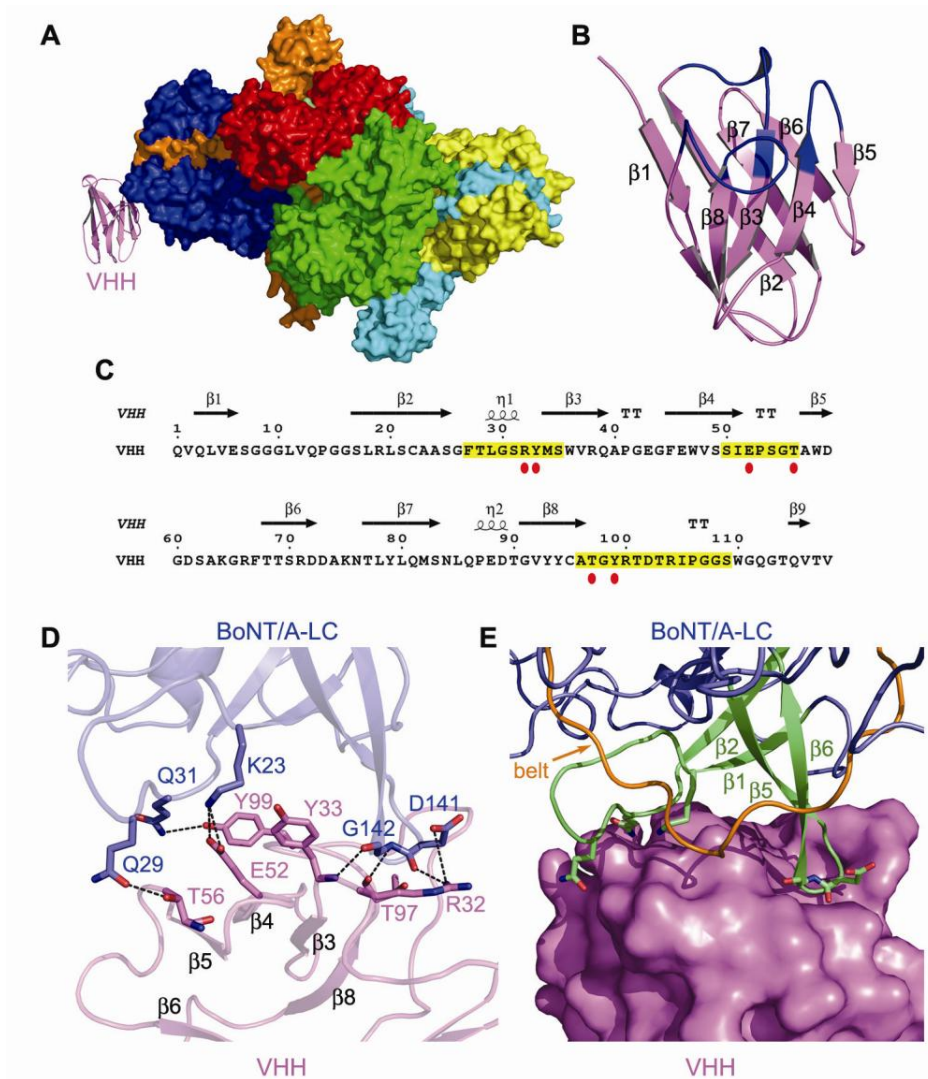 A
VHH
B
β1
β7
β6
β5
β8
β3
β4
β2
C
VHH β1 β2 η1 β3 TT β4 TT β5
1 10 20 30 40 50
VHH QVQLVESGGGLVQPGGSLRLSCAASGFTLGSRYMSWVRQAPGEGFEWVSSIEPSGTAWD
VHH β6 β7 η2 β8 TT β9
60 70 80 90 100 110
VHH GDSAKGRFTTSRDDAKNTLYLQMSNLQPEDTGVYYCATGYRTDTRIPGGSWGQGTQVTV
D
BoNT/A-LC
Q31
K23
Y99
Y33
D141
G142
Q29
E52
T56
T97
R32
β4
β3
β5
β6
β8
VHH
E
BoNT/A-LC
belt
β2
β6
β1
β5
VHH